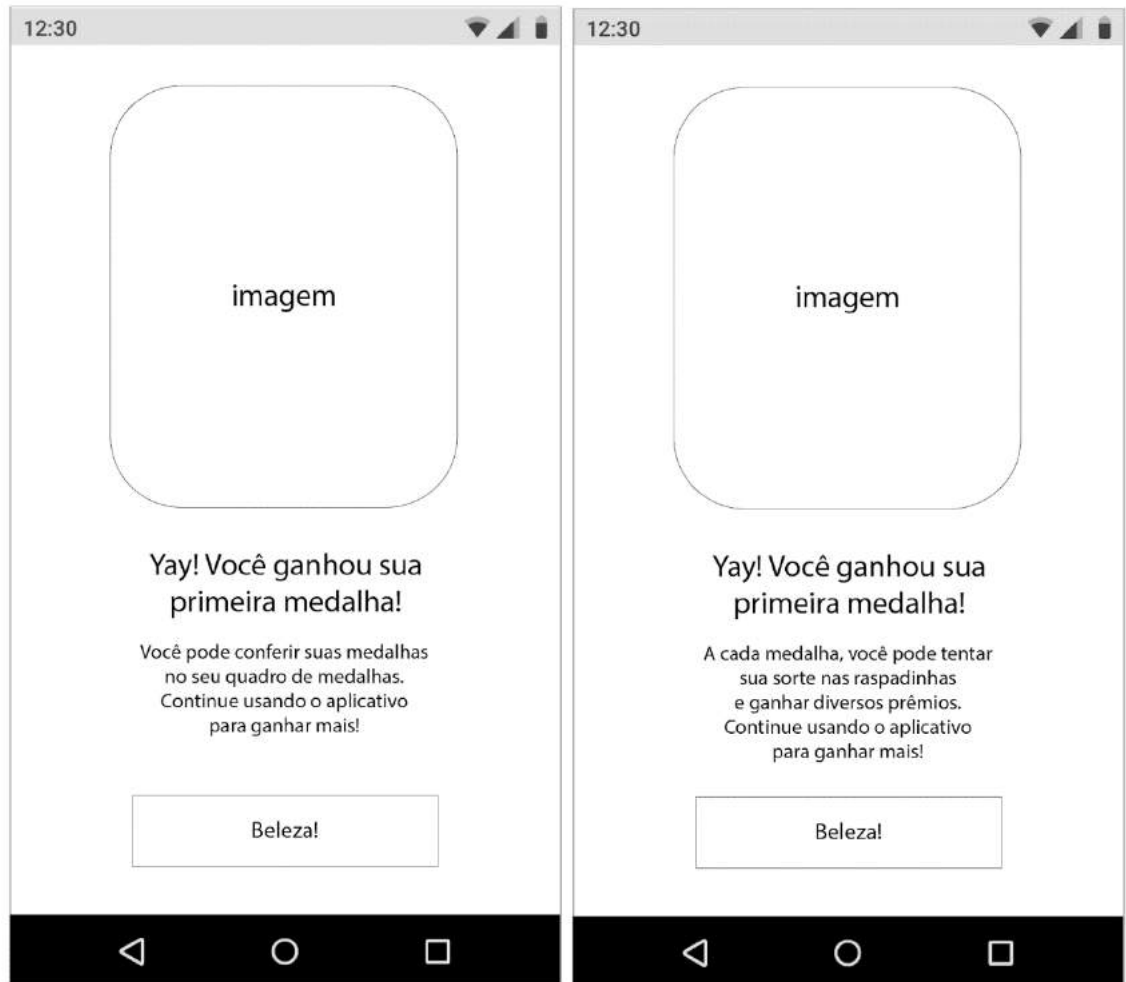 12:30
imagem
Yay! Você ganhou sua
primeira medalha!
Você pode conferir suas medalhas
no seu quadro de medalhas.
Continue usando o aplicativo
para ganhar mais!
Beleza!
12:30
imagem
Yay! Você ganhou sua
primeira medalha!
A cada medalha, você pode tentar
sua sorte nas raspadinhas
e ganhar diversos prêmios.
Continue usando o aplicativo
para ganhar mais!
Beleza!